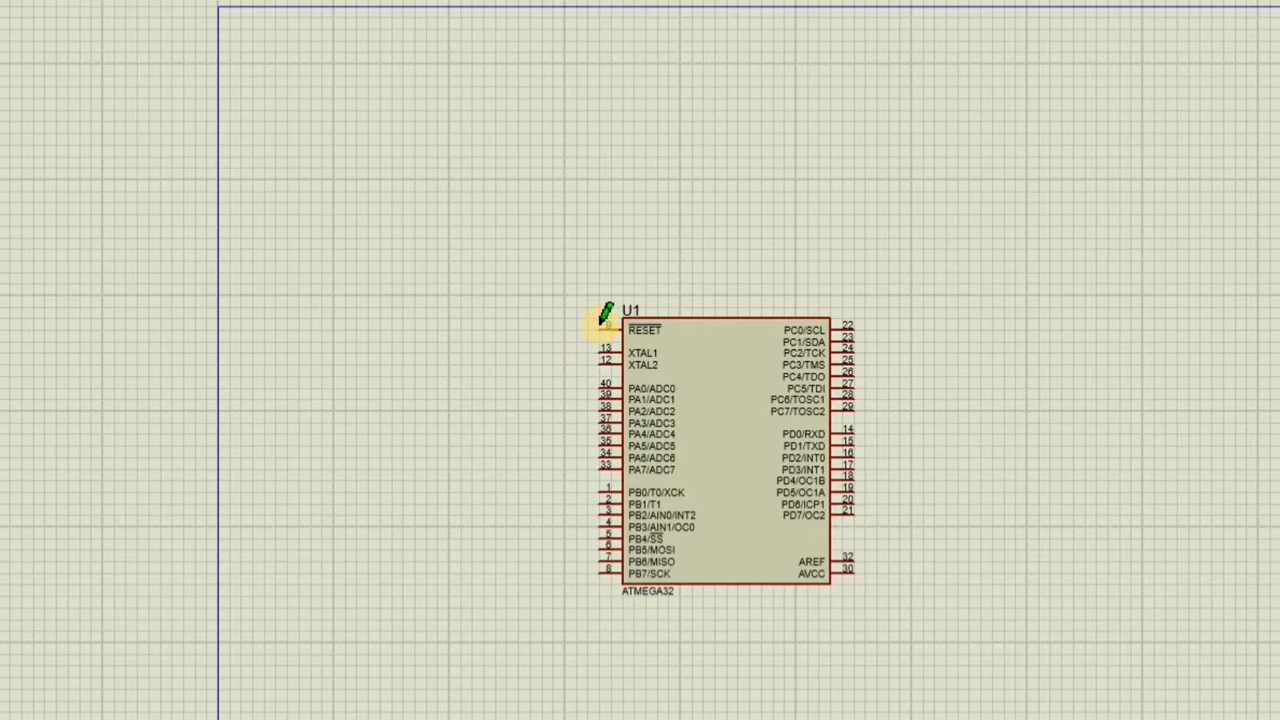 U1
9 RESET PC0/SCL 22
PC1/SDA 23
13 XTAL1 PC2/TCK 24
12 XTAL2 PC3/TMS 25
PC4/TDO 26
40 PA0/ADC0 PC5/TDI 27
39 PA1/ADC1 PC6/TOSC1 28
38 PA2/ADC2 PC7/TOSC2 29
37 PA3/ADC3
36 PA4/ADC4 PD0/RXD 14
35 PA5/ADC5 PD1/TXD 15
34 PA6/ADC6 PD2/INT0 16
33 PA7/ADC7 PD3/INT1 17
PD4/OC1B 18
1 PB0/T0/XCK PD5/OC1A 19
2 PB1/T1 PD6/ICP1 20
3 PB2/AIN0/INT2 PD7/OC2 21
4 PB3/AIN1/OC0
5 PB4/SS
6 PB5/MOSI
7 PB6/MISO AREF 32
8 PB7/SCK AVCC 30
ATMEGA32